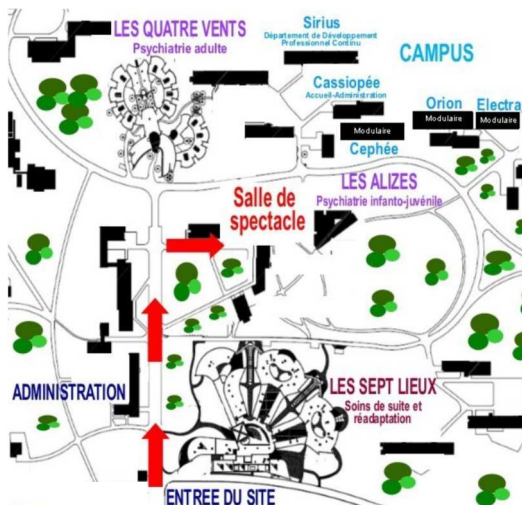 LES QUATRE VENTS
Psychiatrie adulte
Sirius
Département de Développement
Professionnel Continu
CAMPUS
Cassiopée
Accueil-Administration
Orion
Electra
Modulaire
Modulaire
Modulaire
Cephée
LES ALIZES
Psychiatrie infanto-juvénile
Salle de
spectacle
ADMINISTRATION
LES SEPT LIEUX
Soins de suite et
réadaptation
ENTREE DU SITE